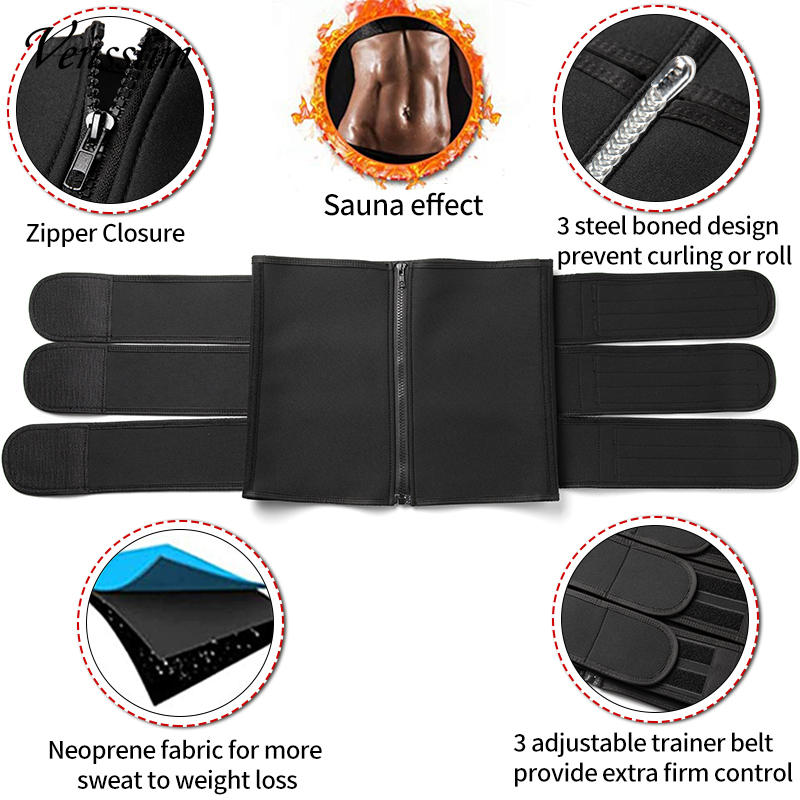 Zipper Closure
Sauna effect
3 steel boned design
prevent curling or roll
Neoprene fabric for more
sweat to weight loss
3 adjustable trainer belt
provide extra firm control